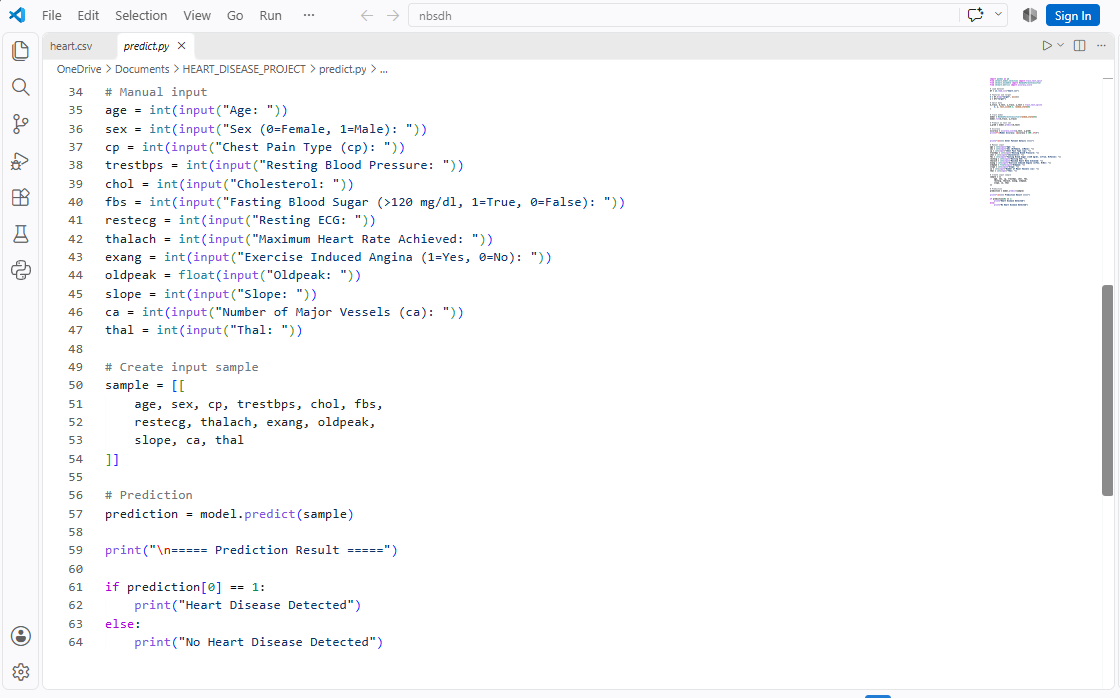 File Edit Selection View Go Run ··· nbsdh Sign In
heart.csv predict.py
OneDrive > Documents > HEART_DISEASE_PROJECT > predict.py > ...
34 # Manual input
35 age = int(input("Age: "))
36 sex = int(input("Sex (0=Female, 1=Male): "))
37 cp = int(input("Chest Pain Type (cp): "))
38 trestbps = int(input("Resting Blood Pressure: "))
39 chol = int(input("Cholesterol: "))
40 fbs = int(input("Fasting Blood Sugar (>120 mg/dl, 1=True, 0=False): "))
41 restecg = int(input("Resting ECG: "))
42 thalach = int(input("Maximum Heart Rate Achieved: "))
43 exang = int(input("Exercise Induced Angina (1=Yes, 0=No): "))
44 oldpeak = float(input("Oldpeak: "))
45 slope = int(input("Slope: "))
46 ca = int(input("Number of Major Vessels (ca): "))
47 thal = int(input("Thal: "))
48
49 # Create input sample
50 sample = [[
51     age, sex, cp, trestbps, chol, fbs,
52     restecg, thalach, exang, oldpeak,
53     slope, ca, thal
54 ]]
55
56 # Prediction
57 prediction = model.predict(sample)
58
59 print("\n===== Prediction Result =====")
60
61 if prediction[0] == 1:
62     print("Heart Disease Detected")
63 else:
64     print("No Heart Disease Detected")